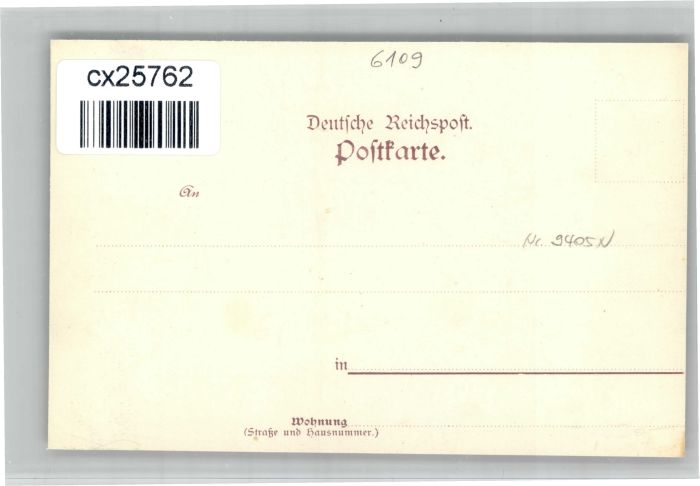 cx25762
6109
Deutsche Reichspost.
Postkarte.
An
Nr. 9405N
in
Wohnung
(Straße und Hausnummer.)